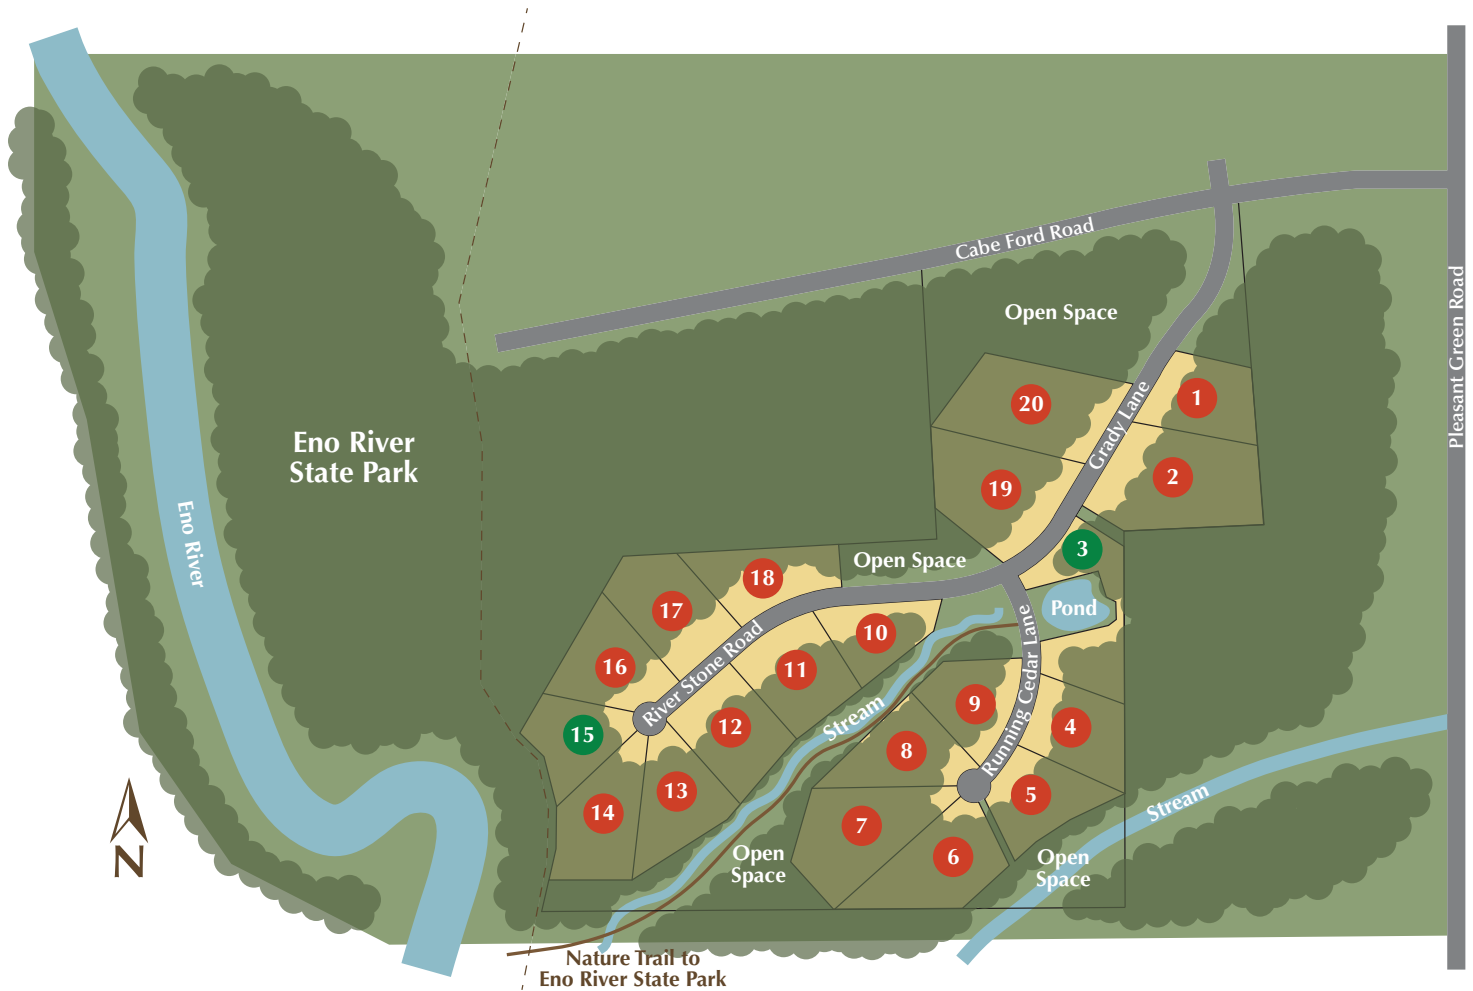 Cabe Ford Road
Pleasant Green Road
Open Space
Grady Lane
20
1
19
2
3
Eno River
State Park
Eno River
Open Space
Pond
18
17
16
15
River Stone Road
10
11
12
13
14
Stream
Running Cedar Lane
9
8
7
6
5
4
Stream
Open
Space
Open
Space
N
Nature Trail to
Eno River State Park